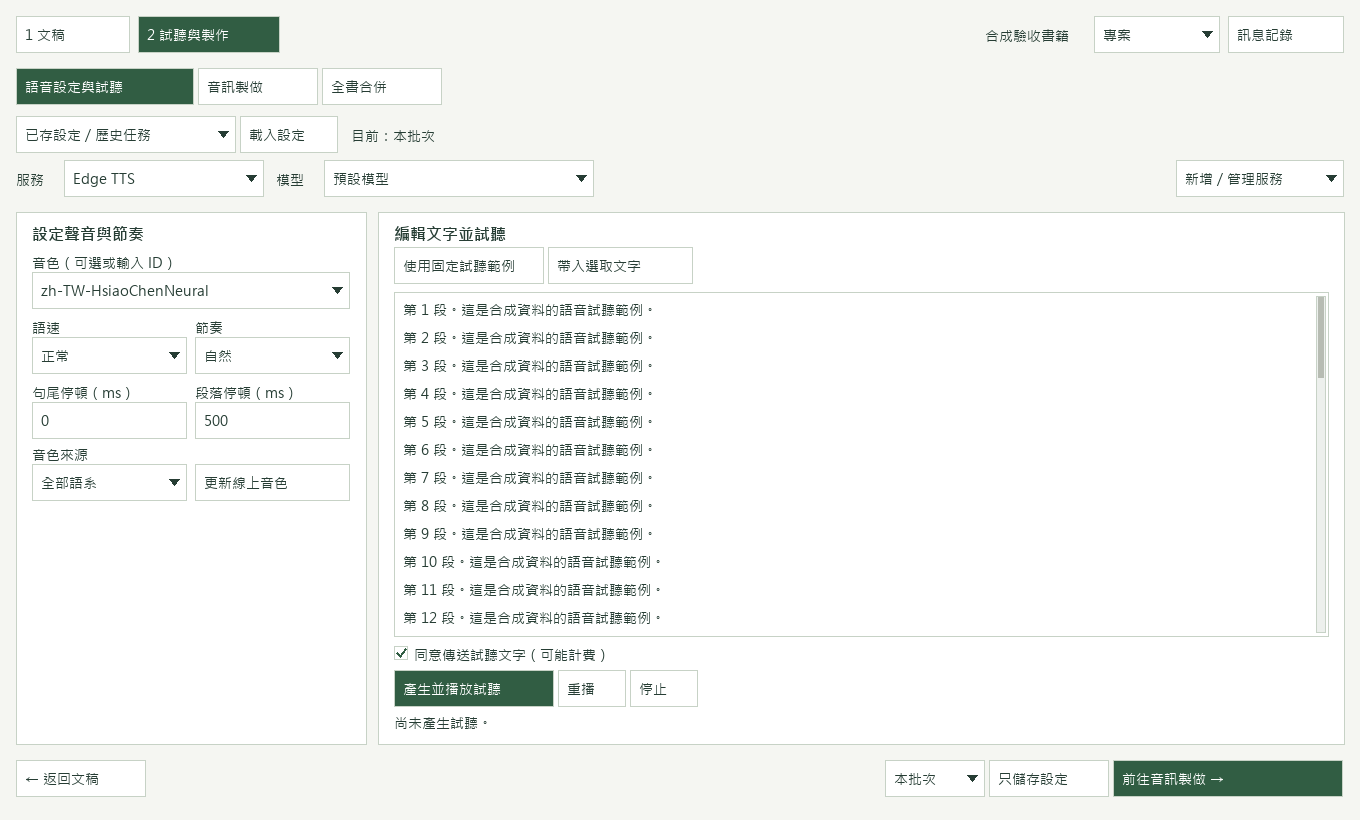 1 文稿
2 試聽與製作
合成驗收書籍
專案
訊息記錄
語音設定與試聽
音訊製做
全書合併
已存設定 / 歷史任務
載入設定
目前：本批次
服務
Edge TTS
模型
預設模型
新增 / 管理服務
設定聲音與節奏
音色（可選或輸入 ID）
zh-TW-HsiaoChenNeural
語速
節奏
正常
自然
句尾停頓（ms）
段落停頓（ms）
0
500
音色來源
全部語系
更新線上音色
編輯文字並試聽
使用固定試聽範例
帶入選取文字
第 1 段。這是合成資料的語音試聽範例。
第 2 段。這是合成資料的語音試聽範例。
第 3 段。這是合成資料的語音試聽範例。
第 4 段。這是合成資料的語音試聽範例。
第 5 段。這是合成資料的語音試聽範例。
第 6 段。這是合成資料的語音試聽範例。
第 7 段。這是合成資料的語音試聽範例。
第 8 段。這是合成資料的語音試聽範例。
第 9 段。這是合成資料的語音試聽範例。
第 10 段。這是合成資料的語音試聽範例。
第 11 段。這是合成資料的語音試聽範例。
第 12 段。這是合成資料的語音試聽範例。
同意傳送試聽文字（可能計費）
產生並播放試聽
重播
停止
尚未產生試聽。
← 返回文稿
本批次
只儲存設定
前往音訊製做 →